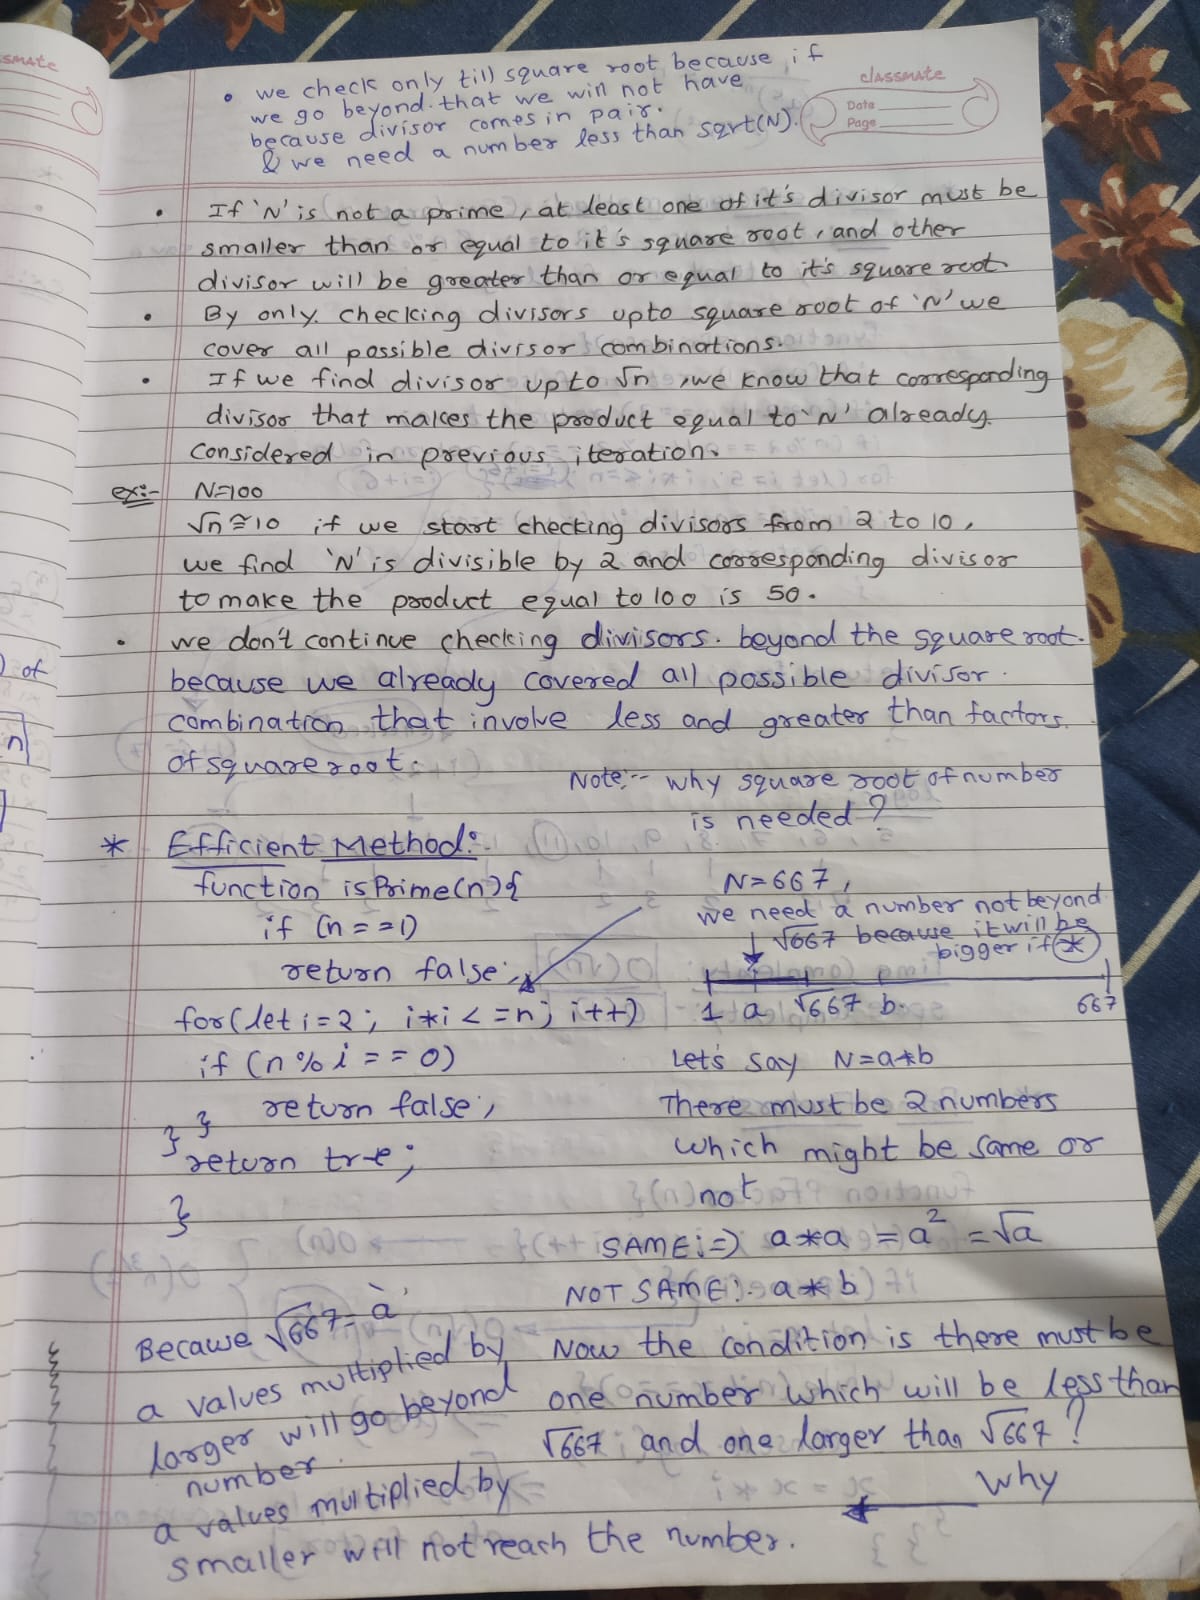 ssmate
classmate
Date
Page
• we check only till square root because, if
we go beyond that we will not have
because divisor comes in pair.
& we need a number less than sqrt(N).
• If 'N' is not a prime, at least one of it's divisor must be
smaller than or equal to it's square root, and other
divisor will be greater than or equal to it's square root.
• By only checking divisors upto square root of 'N' we
cover all possible divisor combinations.
• If we find divisor up to √n, we know that corresponding
divisor that makes the product equal to 'N' already
considered in previous iteration.
ex:- N=100
√n ≅ 10 if we start checking divisors from 2 to 10,
we find 'N' is divisible by 2 and corresponding divisor
to make the product equal to 100 is 50.
• we don't continue checking divisors. beyond the square root.
because we already covered all possible divisor.
combination that involve less and greater than factors.
of square root.
Note:- why square root of number
is needed?
* Efficient Method:
function isPrime(n){
if (n==1)
return false;
for(let i=2; i*i<=n; i++)
if (n%i==0)
return false;
} }
return tre;
}
N=667,
we need a number not beyond
√667 because it will be
bigger if *
1 a √667 b. 667
Let's say N=a*b
There must be 2 numbers
which might be same or
not
SAME:=> a*a = a² = √a
NOT SAME:- a*b
Now the condition is there must be
one number which will be less than
√667, and one larger than √667?
Why
Because √667= 'a'
a values multiplied by
larger will go beyond
number.
a values multiplied by
smaller will not reach the number.
) of
n